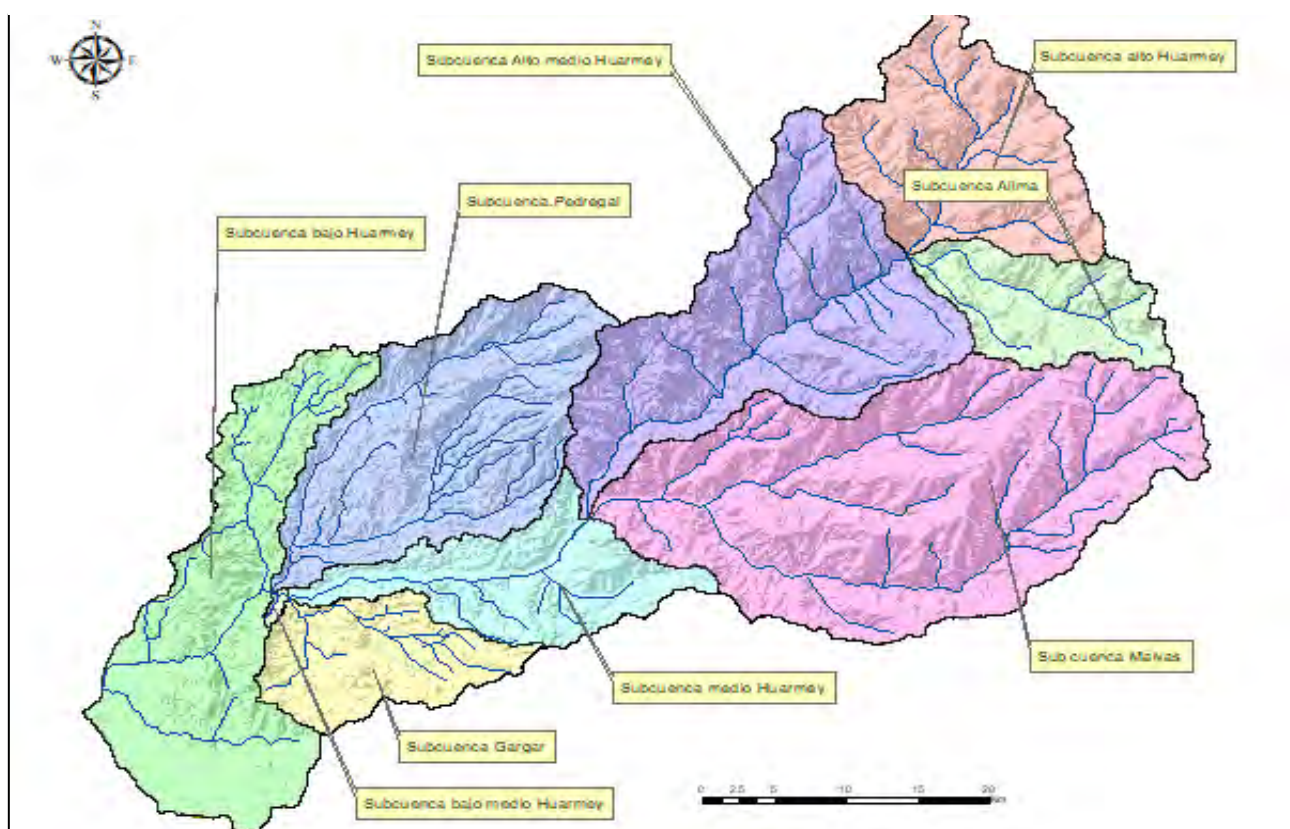 N
W E
S
Subcuenca Alto medio Huarmey
Subcuenca alto Huarmey
Subcuenca Allma
Subcuenca Pedregal
Subcuenca bajo Huarmey
Sub cuenca Malvas
Subcuenca medio Huarmey
Subcuenca Gargar
Subcuenca bajo medio Huarmey
0 2.5 5 10 15 20